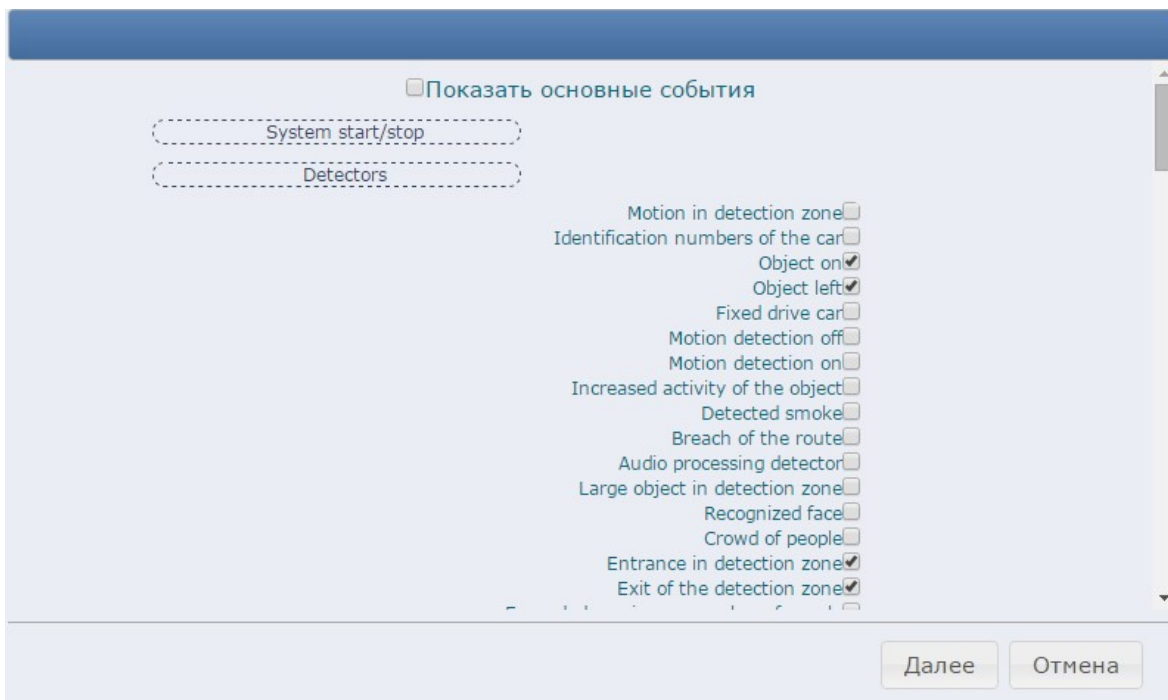 Показать основные события
System start/stop
Detectors
Motion in detection zone
Identification numbers of the car
Object on
Object left
Fixed drive car
Motion detection off
Motion detection on
Increased activity of the object
Detected smoke
Breach of the route
Audio processing detector
Large object in detection zone
Recognized face
Crowd of people
Entrance in detection zone
Exit of the detection zone
Далее
Отмена